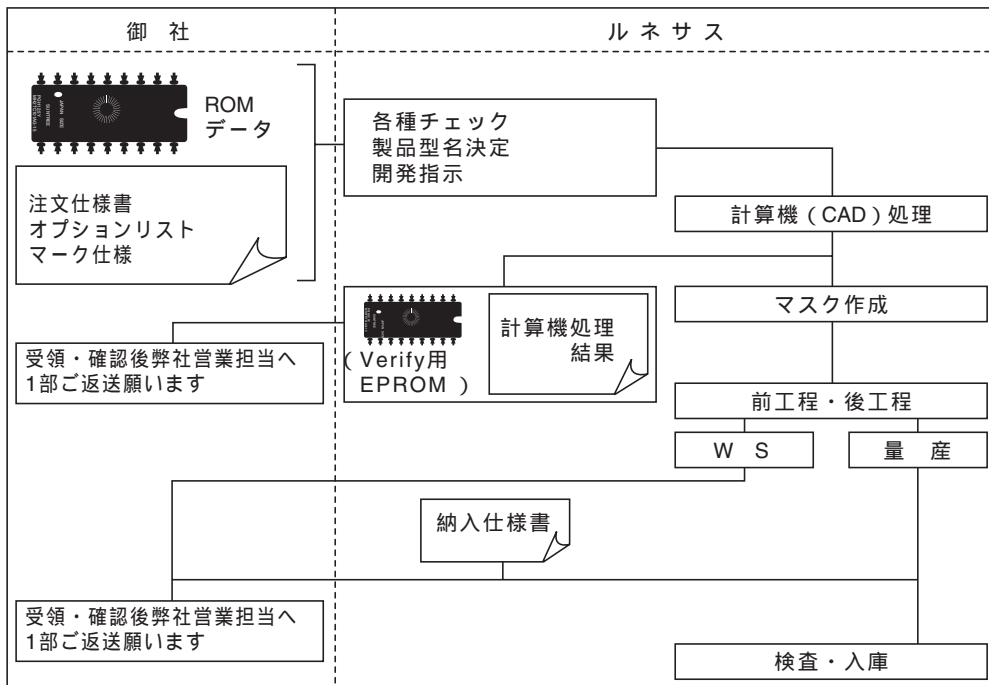 御 社
ル ネ サ ス
ROM
データ
注文仕様書
オプションリスト
マーク仕様
各種チェック
製品型名決定
開発指示
計算機(CAD)処理
マスク作成
(Verify用
EPROM )
計算機処理
結果
受領・確認後弊社営業担当へ
1部ご返送願います
前工程・後工程
W S
量 産
納入仕様書
受領・確認後弊社営業担当へ
1部ご返送願います
検査・入庫